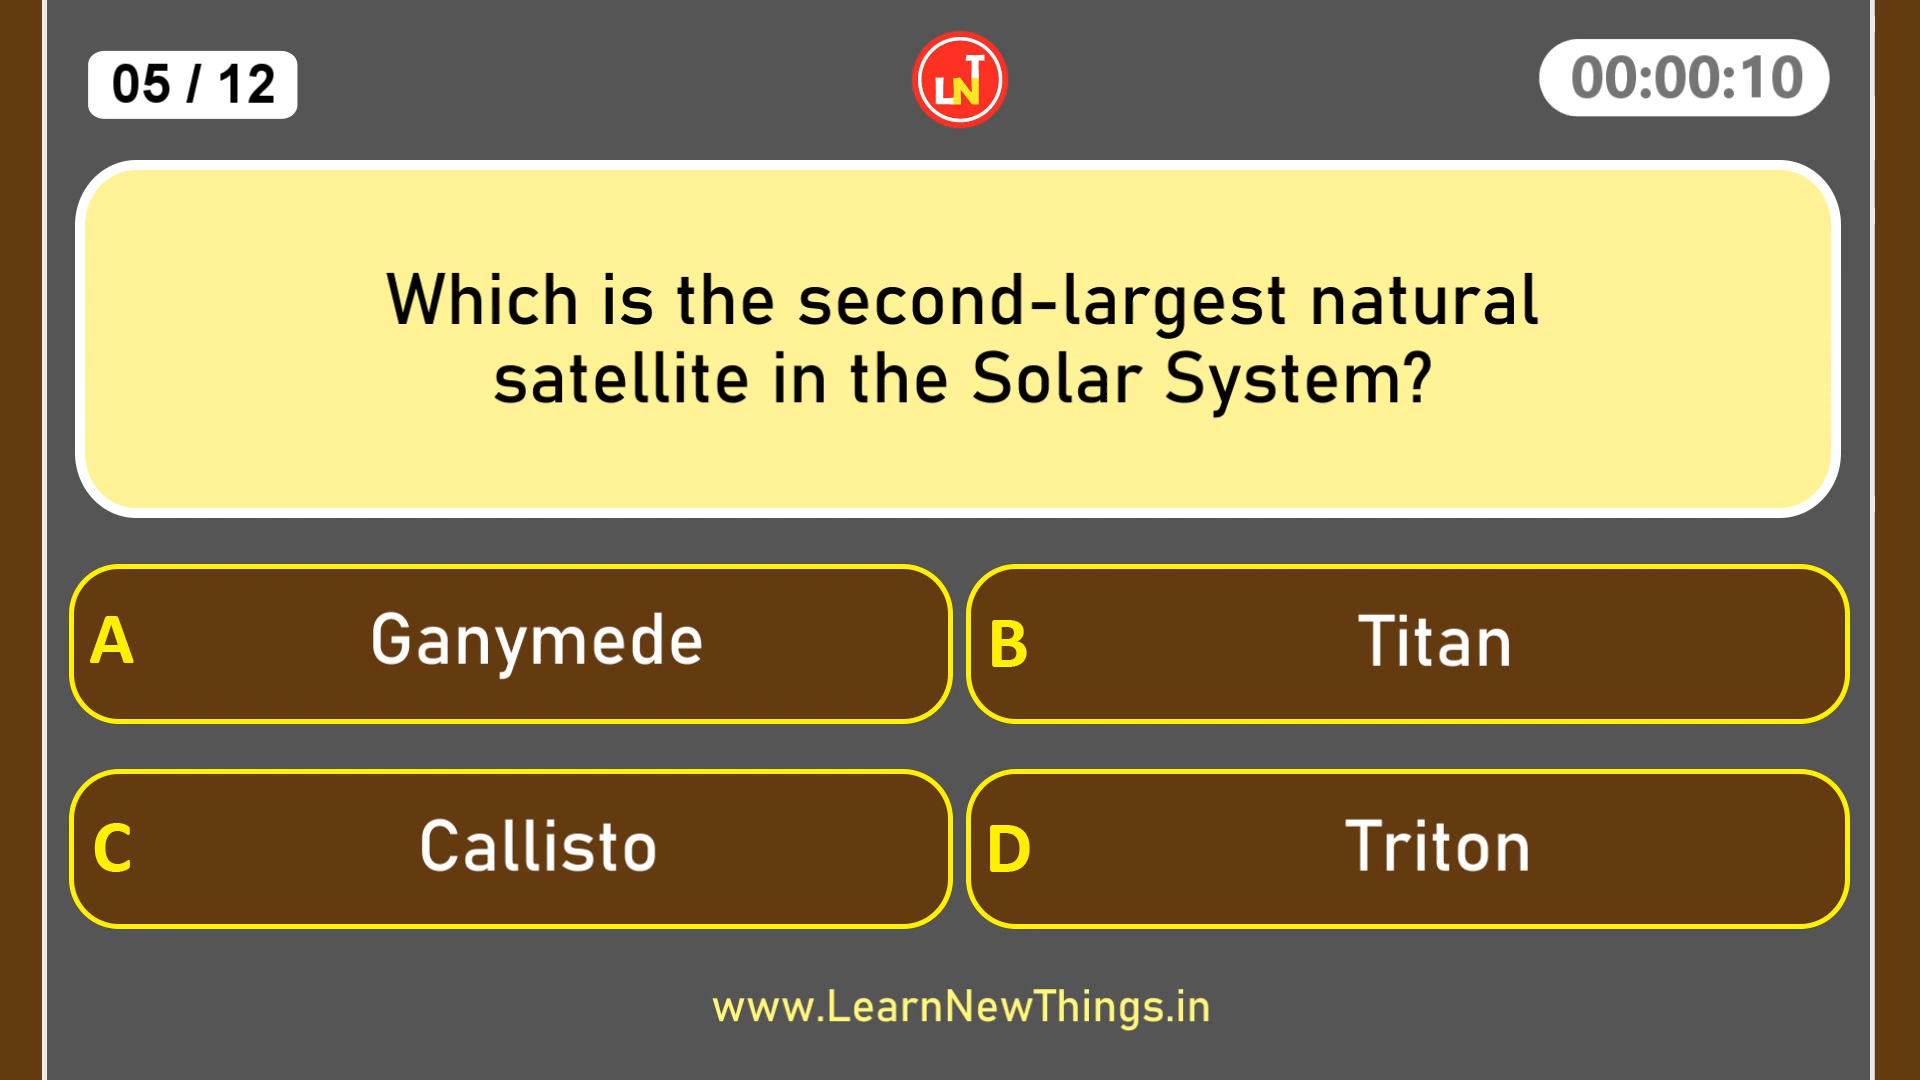 05 / 12
LNT
00:00:10
Which is the second-largest natural
satellite in the Solar System?
A Ganymede
B Titan
C Callisto
D Triton
www.LearnNewThings.in